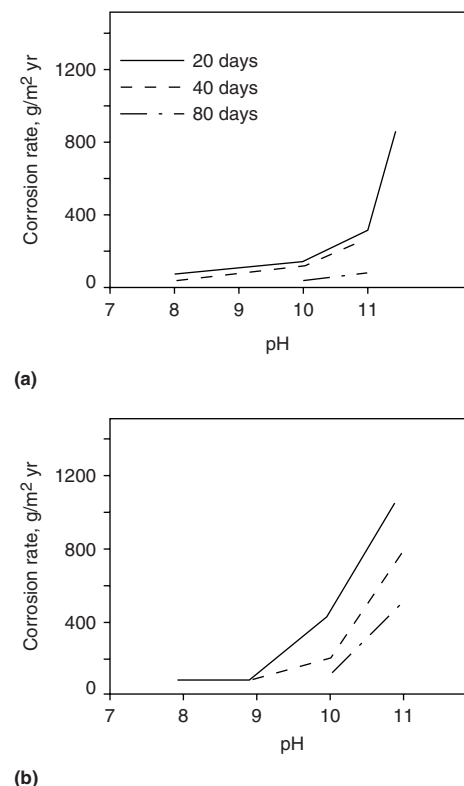 Corrosion rate, g/m² yr
1200
800
400
0
20 days
40 days
80 days
7 8 9 10 11
pH
(a)
Corrosion rate, g/m² yr
1200
800
400
0
7 8 9 10 11
pH
(b)